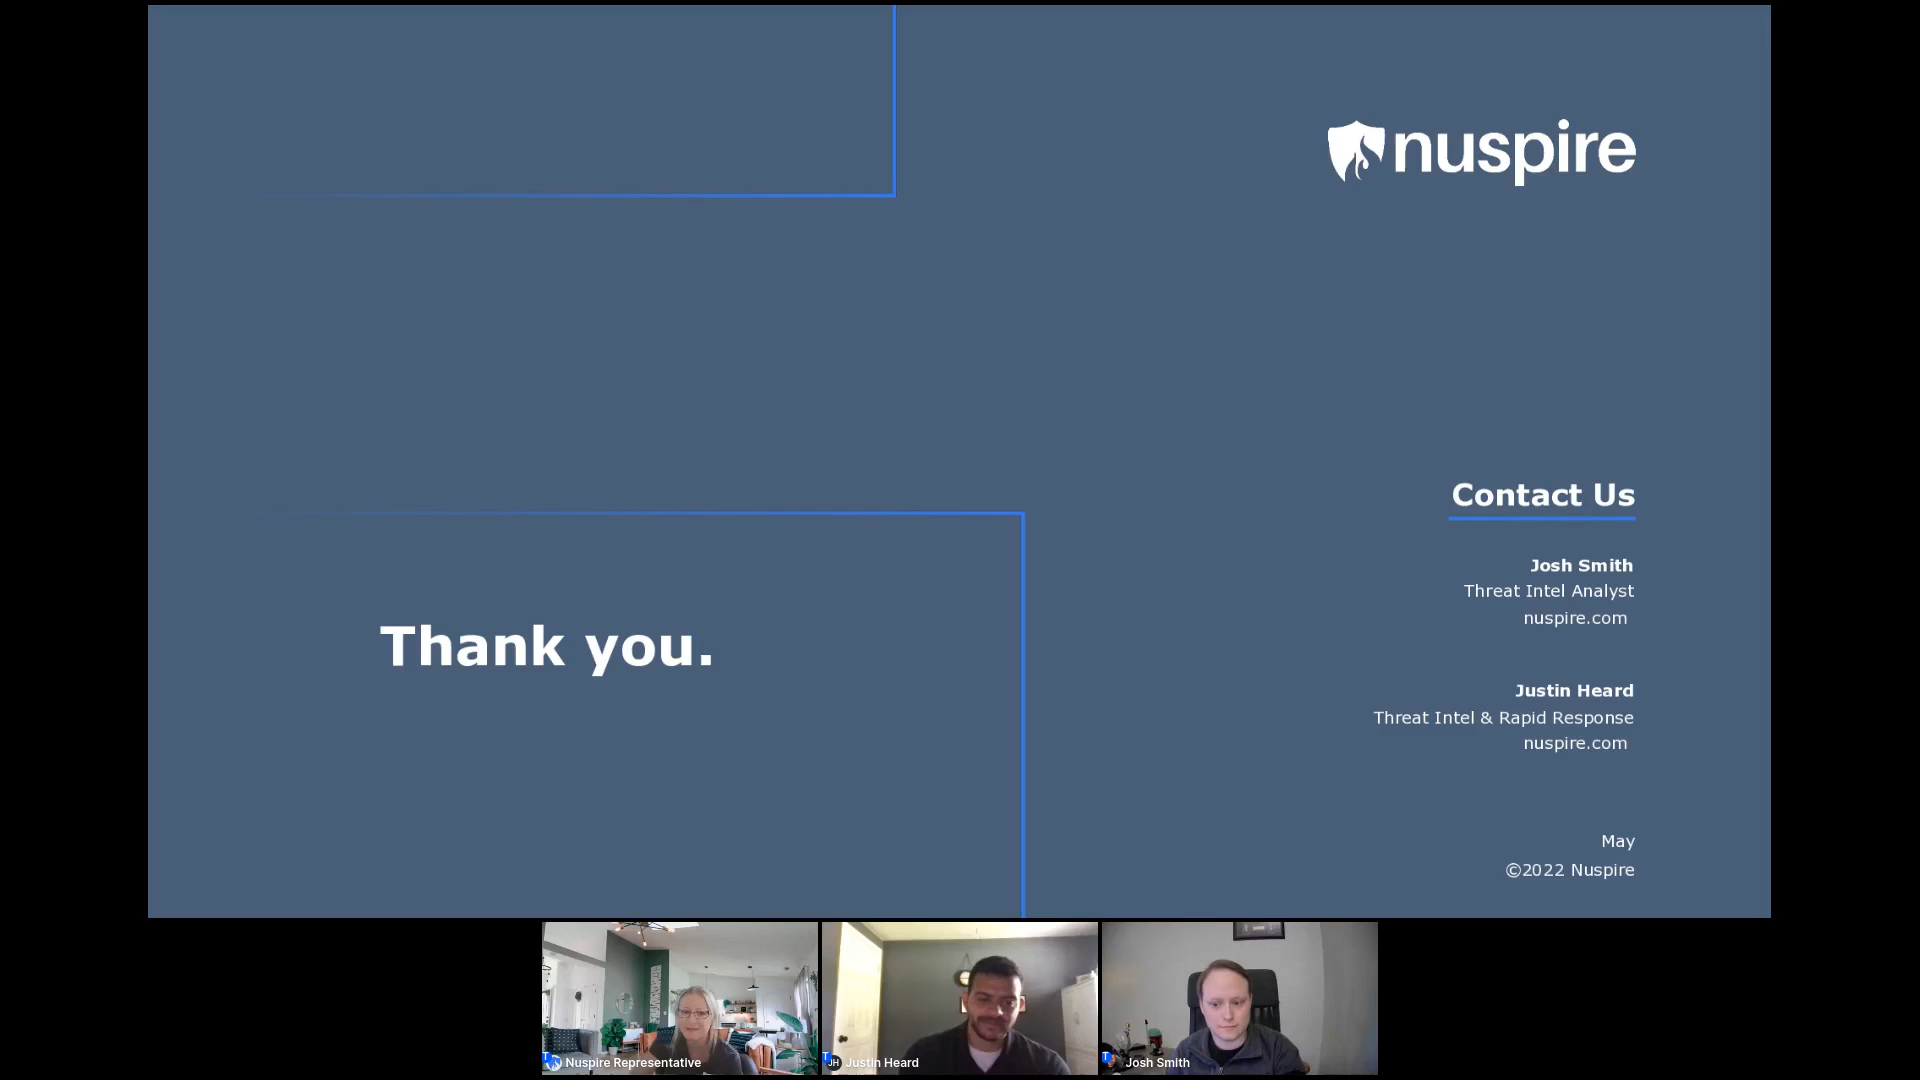 nuspire
Contact Us
Josh Smith
Threat Intel Analyst
nuspire.com
Thank you.
Justin Heard
Threat Intel & Rapid Response
nuspire.com
May
©2022 Nuspire
T
Nuspire Representative
T
JH
Justin Heard
T
Josh Smith